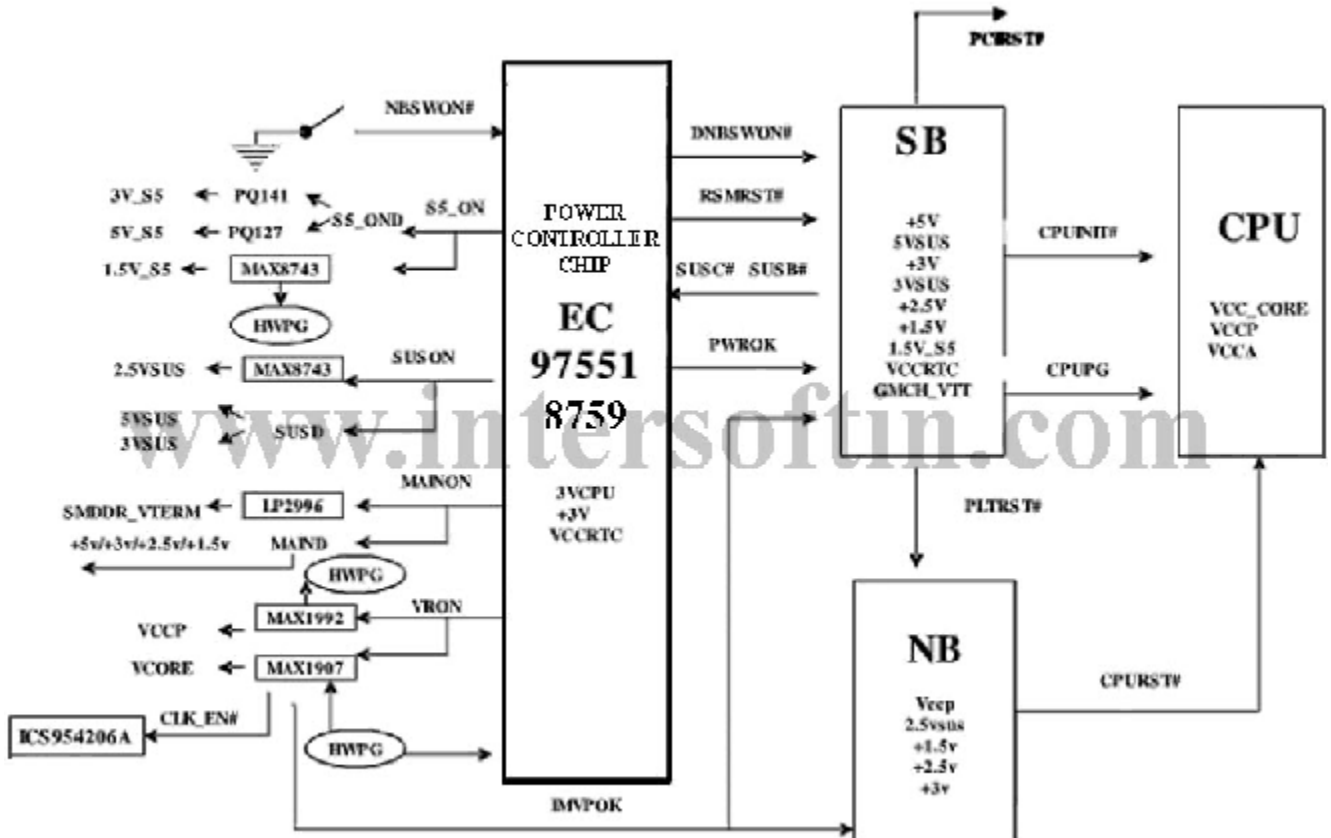 PCIRST#
NBSWON#
SB
CPU
DNBSWON#
3V_S5
PQ141
S5_OND
S5_ON
RSMRST#
5V_S5
PQ127
POWER
CONTROLLER
CHIP
1.5V_S5
MAX8743
HWPG
SUSC# SUSB#
EC
97551
8759
+5V
5VSUS
+3V
3VSUS
+2.5V
+1.5V
1.5V_S5
VCCRTC
GMCH_VTT
CPUINIT#
VCC_CORE
VCCP
VCCA
PWROK
CPUPG
2.5VSUS
MAX8743
SUSON
5VSUS
3VSUS
SUSD
www.intersoftin.com
MAINON
SMDDR_VTERM
LP2996
3VCPU
+3V
VCCRTC
PLTRST#
+5v/+3v/+2.5v/+1.5v
MAIND
HWPG
VRON
VCCP
MAX1992
VCORE
MAX1907
NB
Vccp
2.5vsus
+1.5v
+2.5v
+3v
CPURST#
ICS954206A
CLK_EN#
HWPG
IMVPOK